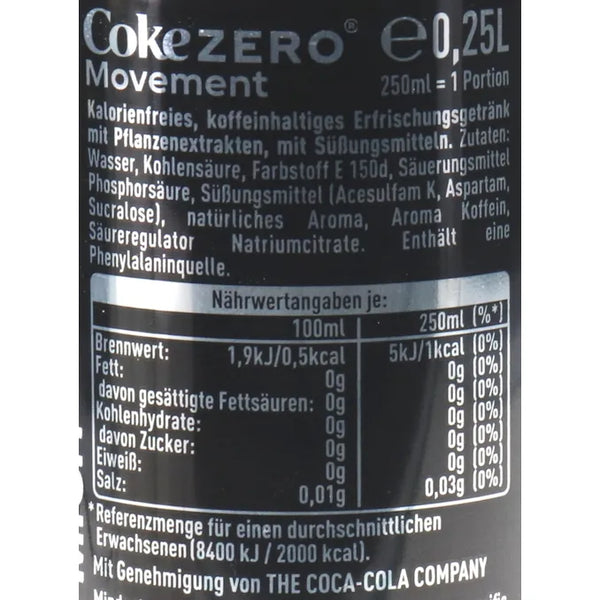 Coke ZERO® ℮0,25L
Movement 250ml = 1 Portion
Kalorienfreies, koffeinhaltiges Erfrischungsgetränk
mit Pflanzenextrakten, mit Süßungsmitteln. Zutaten:
Wasser, Kohlensäure, Farbstoff E 150d, Säuerungsmittel
Phosphorsäure, Süßungsmittel (Acesulfam K, Aspartam,
Sucralose), natürliches Aroma, Aroma Koffein,
Säureregulator Natriumcitrate. Enthält eine
Phenylalaninquelle.
Nährwertangaben je:
100ml 250ml (%*)
Brennwert: 1,9kJ/0,5kcal 5kJ/1kcal (0%)
Fett: 0g 0g (0%)
davon gesättigte Fettsäuren: 0g 0g (0%)
Kohlenhydrate: 0g 0g (0%)
davon Zucker: 0g 0g (0%)
Eiweiß: 0g 0g (0%)
Salz: 0,01g 0,03g (0%)
*Referenzmenge für einen durchschnittlichen
Erwachsenen (8400 kJ / 2000 kcal).
Mit Genehmigung von THE COCA-COLA COMPANY